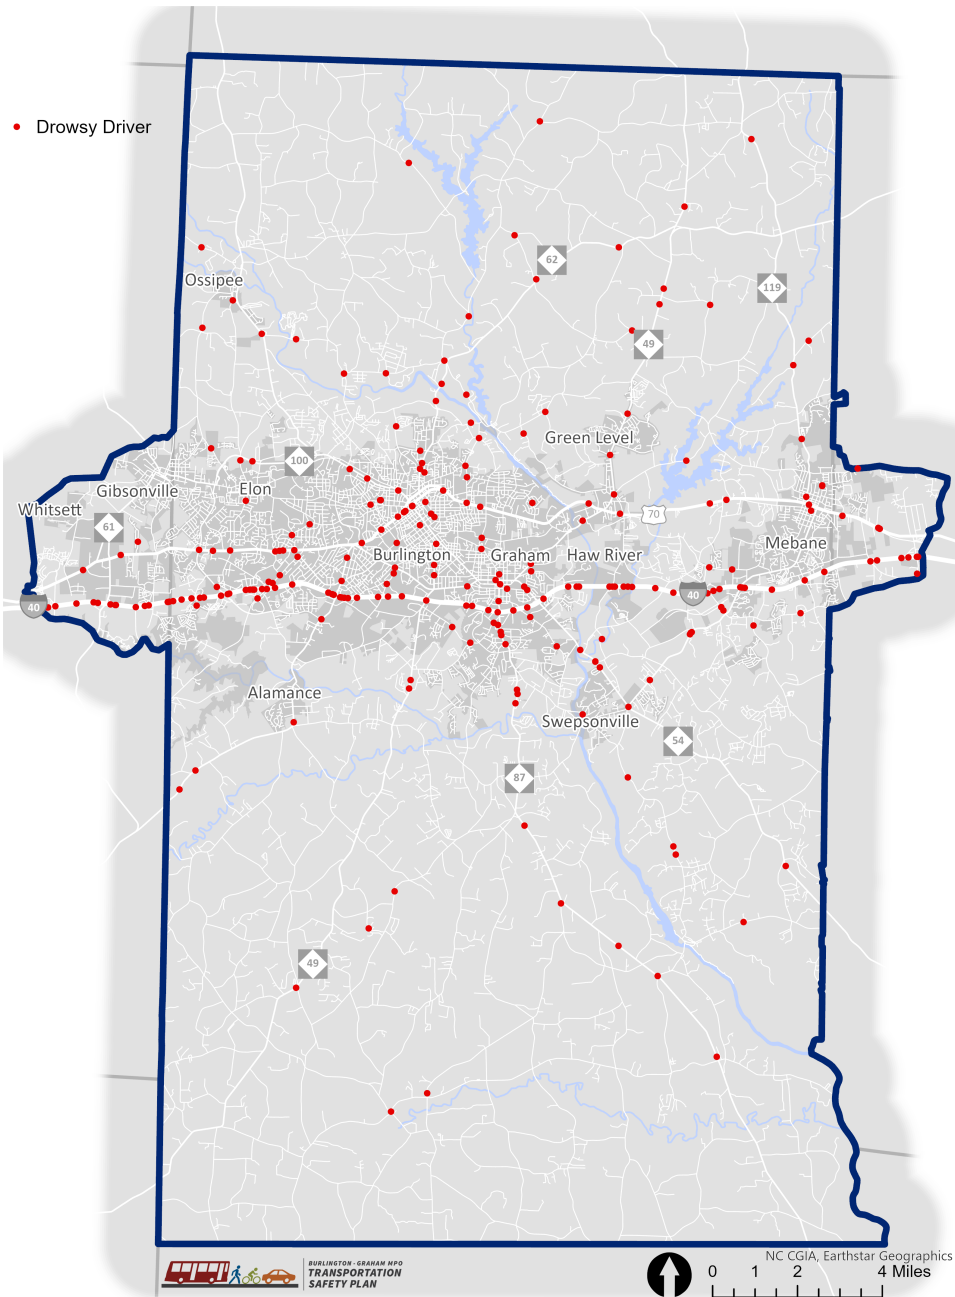 Drowsy Driver
62
Ossipee
119
49
Green Level
100
Gibsonville
Elon
Whitsett
61
70
Mebane
Burlington
Graham
Haw River
40
40
Alamance
Swepsonville
54
87
49
NC CGIA, Earthstar Geographics
BURLINGTON-GRAHAM MPO
TRANSPORTATION
SAFETY PLAN
0 1 2 4 Miles